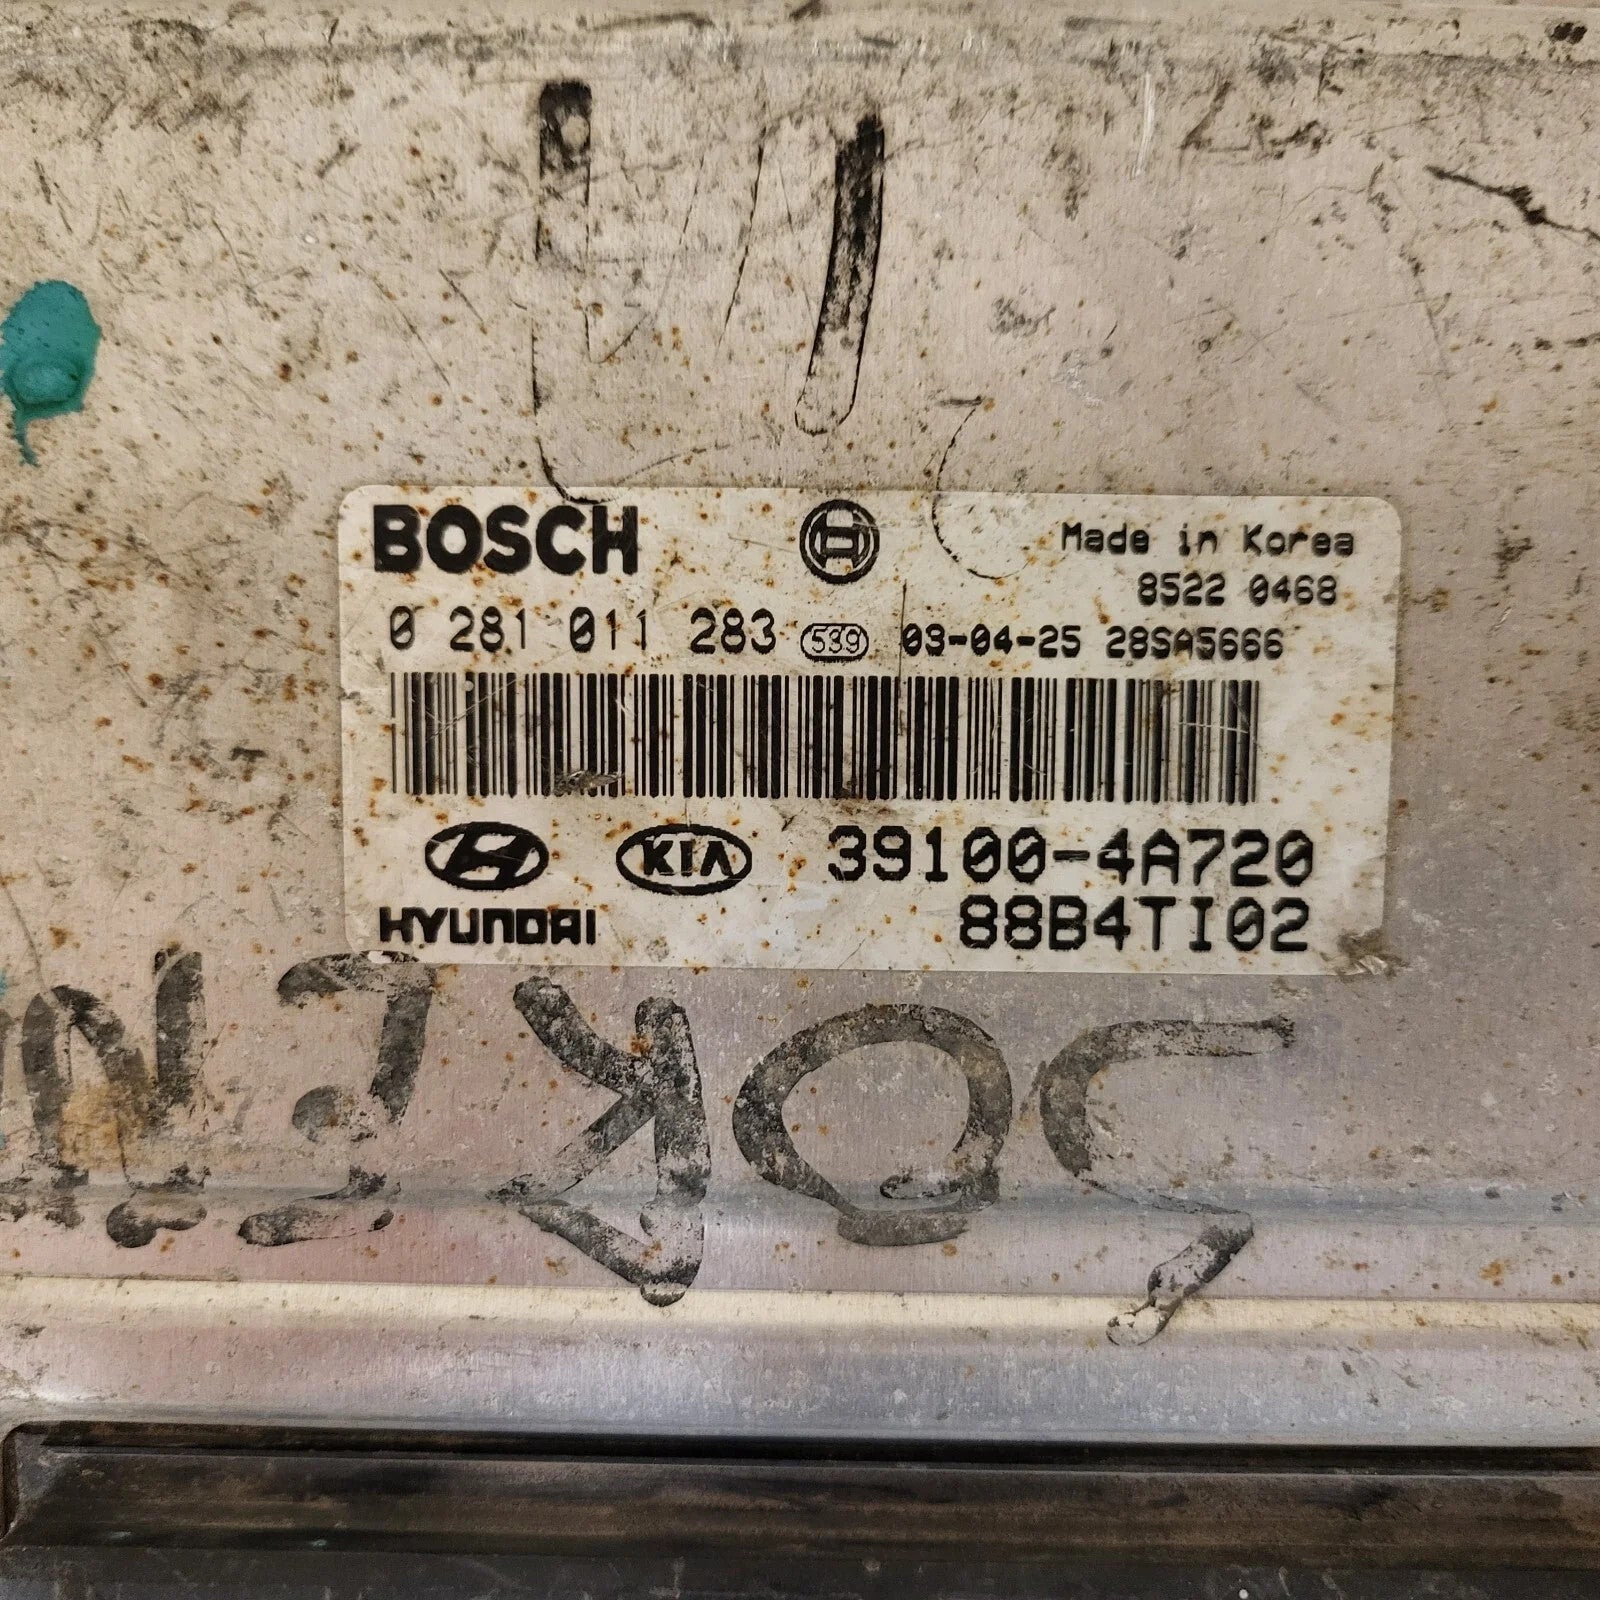 BOSCH
Made in Korea
8522 0468
0 281 011 283 539 03-04-25 28SA5666
KIA 39100-4A720
HYUNDAI 88B4TI02